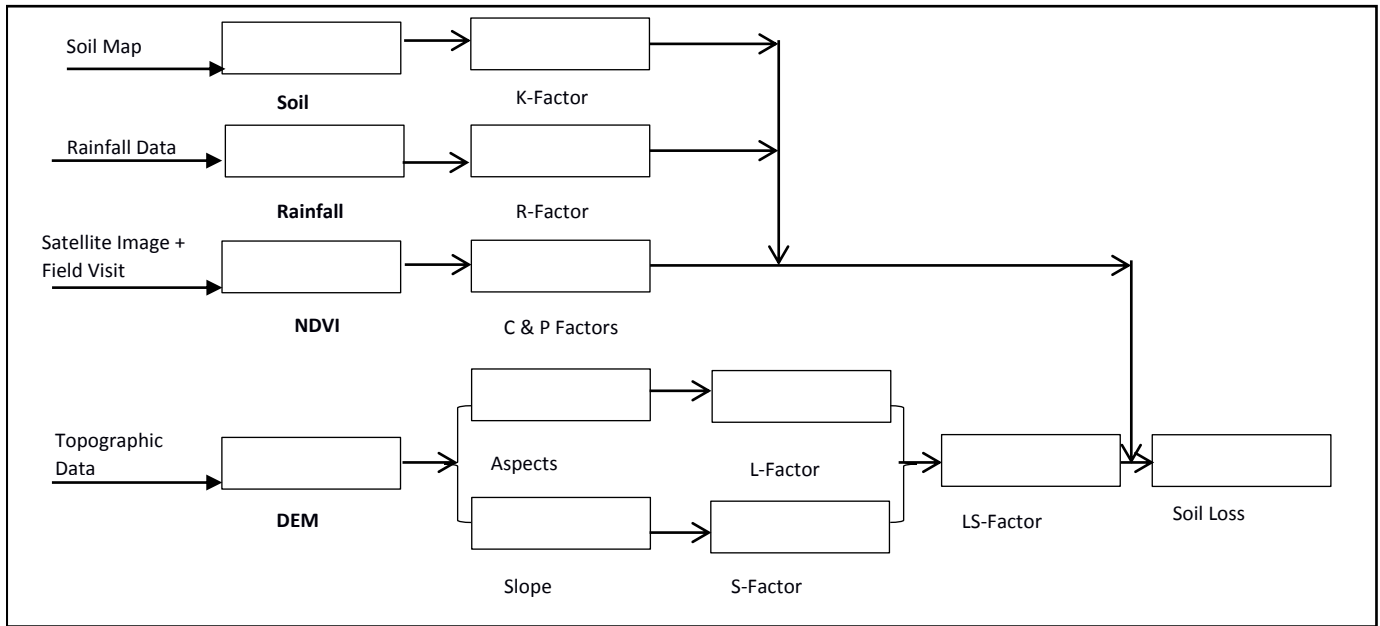 Soil Map
Soil
K-Factor
Rainfall Data
Rainfall
R-Factor
Satellite Image +
Field Visit
NDVI
C & P Factors
Topographic
Data
DEM
Aspects
L-Factor
Slope
S-Factor
LS-Factor
Soil Loss